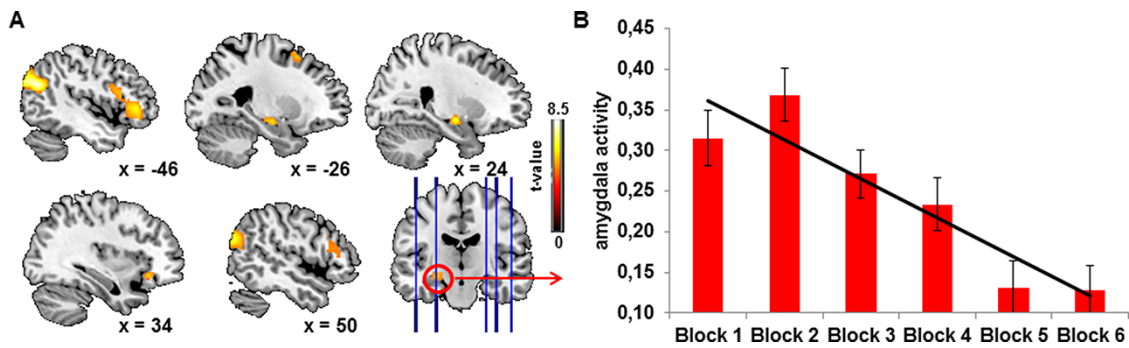 A
x = -46
x = -26
x = 24
8.5
t-value
0
x = 34
x = 50
B
amygdala activity
0,45
0,40
0,35
0,30
0,25
0,20
0,15
0,10
Block 1 Block 2 Block 3 Block 4 Block 5 Block 6